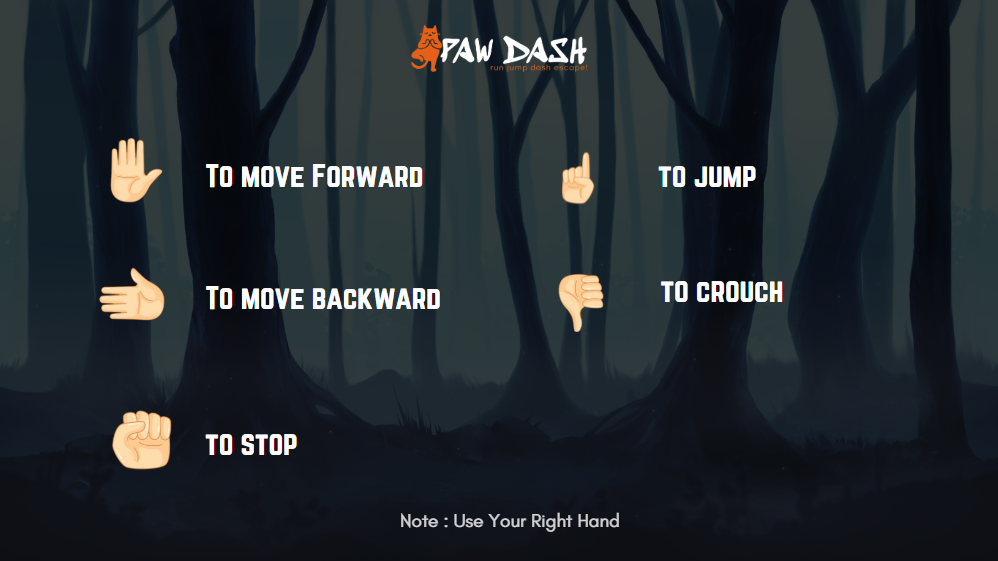 PAW DASH
run jump dash escape!
To move Forward
to jump
To move backward
to crouch
to stop
Note : Use Your Right Hand